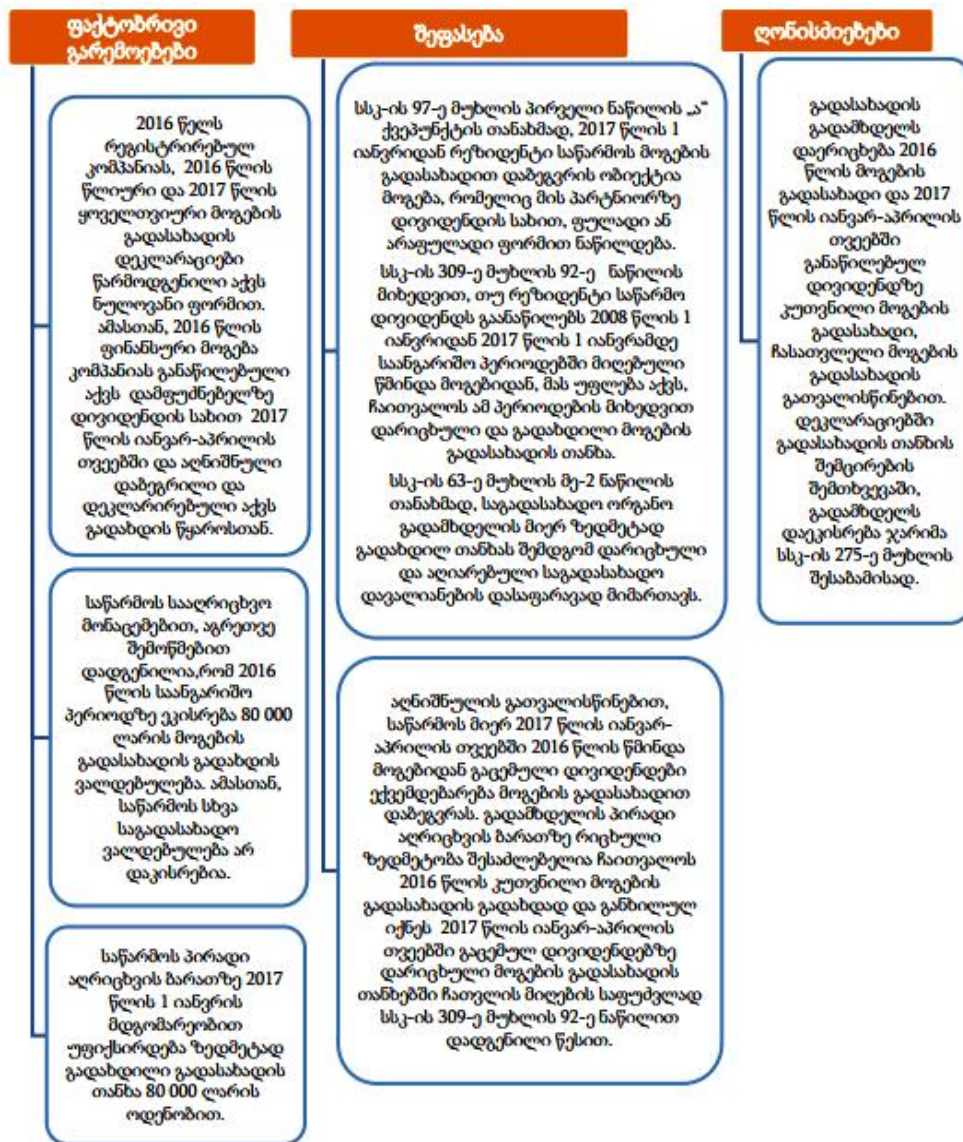 ფაქტობრივი
გარემოებები
2016 წელს
რეგისტრირებულ
კომპანიას, 2016 წლის
წლიური და 2017 წლის
ყოველთვიური მოგების
გადასახადის
დეკლარაციები
წარმოდგენილი აქვს
ნულოვანი ფორმით.
ამასთან, 2016 წლის
ფინანსური მოგება
კომპანიას განაწილებული
აქვს დამფუძნებელზე
დივიდენდის სახით 2017
წლის იანვარ-აპრილის
თვეებში და აღნიშნული
დაბეგრილი და
დეკლარირებული აქვს
გადახდის წყაროსთან.
საწარმოს სააღრიცხვო
მონაცემებით, აგრეთვე
შემოწმებით
დადგენილია,რომ 2016
წლის საანგარიშო
პერიოდზე ეკისრება 80 000
ლარის მოგების
გადასახადის გადახდის
ვალდებულება. ამასთან,
საწარმოს სხვა
საგადასახადო
ვალდებულება არ
დაკისრებია.
საწარმოს პირადი
აღრიცხვის ბარათზე 2017
წლის 1 იანვრის
მდგომარეობით
უფიქსირდება ზედმეტად
გადახდილი გადასახადის
თანხა 80 000 ლარის
ოდენობით.
შეფასება
სსკ-ის 97-ე მუხლის პირველი ნაწილის „ა“
ქვეპუნქტის თანახმად, 2017 წლის 1
იანვრიდან რეზიდენტი საწარმოს მოგების
გადასახადით დაბეგვრის ობიექტია
მოგება, რომელიც მის პარტნიორზე
დივიდენდის სახით, ფულადი ან
არაფულადი ფორმით ნაწილდება.
სსკ-ის 309-ე მუხლის 92-ე ნაწილის
მიხედვით, თუ რეზიდენტი საწარმო
დივიდენდს გაანაწილებს 2008 წლის 1
იანვრიდან 2017 წლის 1 იანვრამდე
საანგარიშო პერიოდებში მიღებული
წმინდა მოგებიდან, მას უფლება აქვს,
ჩაითვალოს ამ პერიოდების მიხედვით
დარიცხული და გადახდილი მოგების
გადასახადის თანხა.
სსკ-ის 63-ე მუხლის მე-2 ნაწილის
თანახმად, საგადასახადო ორგანო
გადამხდელის მიერ ზედმეტად
გადახდილ თანხას შემდგომ დარიცხული
და აღიარებული საგადასახადო
დავალიანების დასაფარავად მიმართავს.
აღნიშნულის გათვალისწინებით,
საწარმოს მიერ 2017 წლის იანვარ-
აპრილის თვეებში 2016 წლის წმინდა
მოგებიდან გაცემული დივიდენდები
ექვემდებარება მოგების გადასახადით
დაბეგვრას. გადამხდელის პირადი
აღრიცხვის ბარათზე რიცხული
ზედმეტობა შესაძლებელია ჩაითვალოს
2016 წლის კუთვნილი მოგების
გადასახადის გადახდად და განხილულ
იქნეს 2017 წლის იანვარ-აპრილის
თვეებში გაცემულ დივიდენდებზე
დარიცხული მოგების გადასახადის
თანხებში ჩათვლის მიღების საფუძვლად
სსკ-ის 309-ე მუხლის 92-ე ნაწილით
დადგენილი წესით.
ღონისძიებები
გადასახადის
გადამხდელს
დაერიცხება 2016
წლის მოგების
გადასახადი და 2017
წლის იანვარ-აპრილის
თვეებში
განაწილებულ
დივიდენდზე
კუთვნილი მოგების
გადასახადი,
ჩასათვლელი მოგების
გადასახადის
გათვალისწინებით.
დეკლარაციებში
გადასახადის თანხის
შემცირების
შემთხვევაში,
გადამხდელს
დაეკისრება ჯარიმა
სსკ-ის 275-ე მუხლის
შესაბამისად.